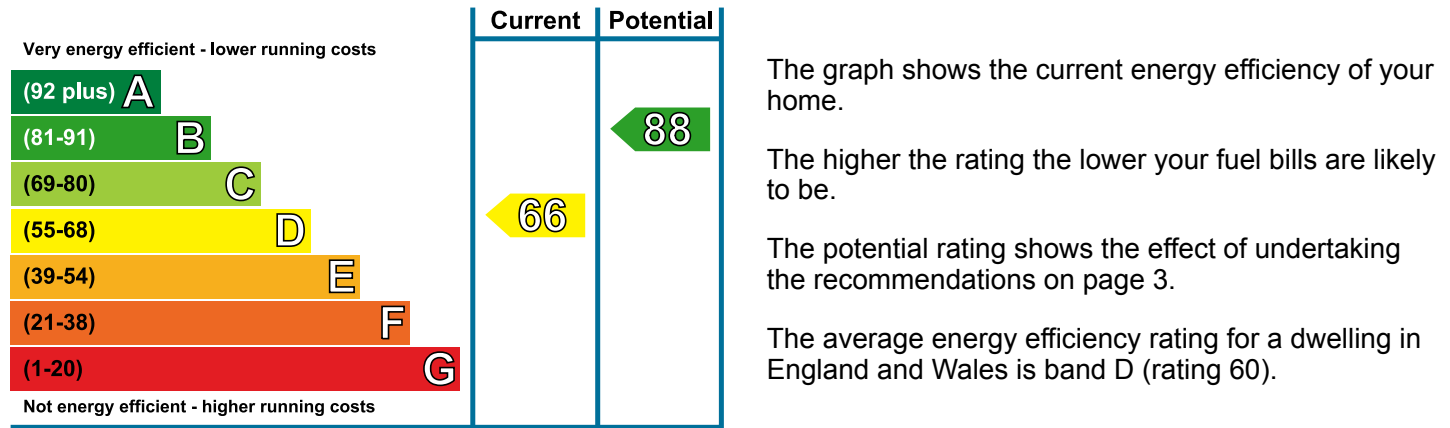 Current Potential
Very energy efficient - lower running costs
(92 plus) A
(81-91) B
88
(69-80) C
(55-68) D
66
(39-54) E
(21-38) F
(1-20) G
Not energy efficient - higher running costs
The graph shows the current energy efficiency of your
home.
The higher the rating the lower your fuel bills are likely
to be.
The potential rating shows the effect of undertaking
the recommendations on page 3.
The average energy efficiency rating for a dwelling in
England and Wales is band D (rating 60).